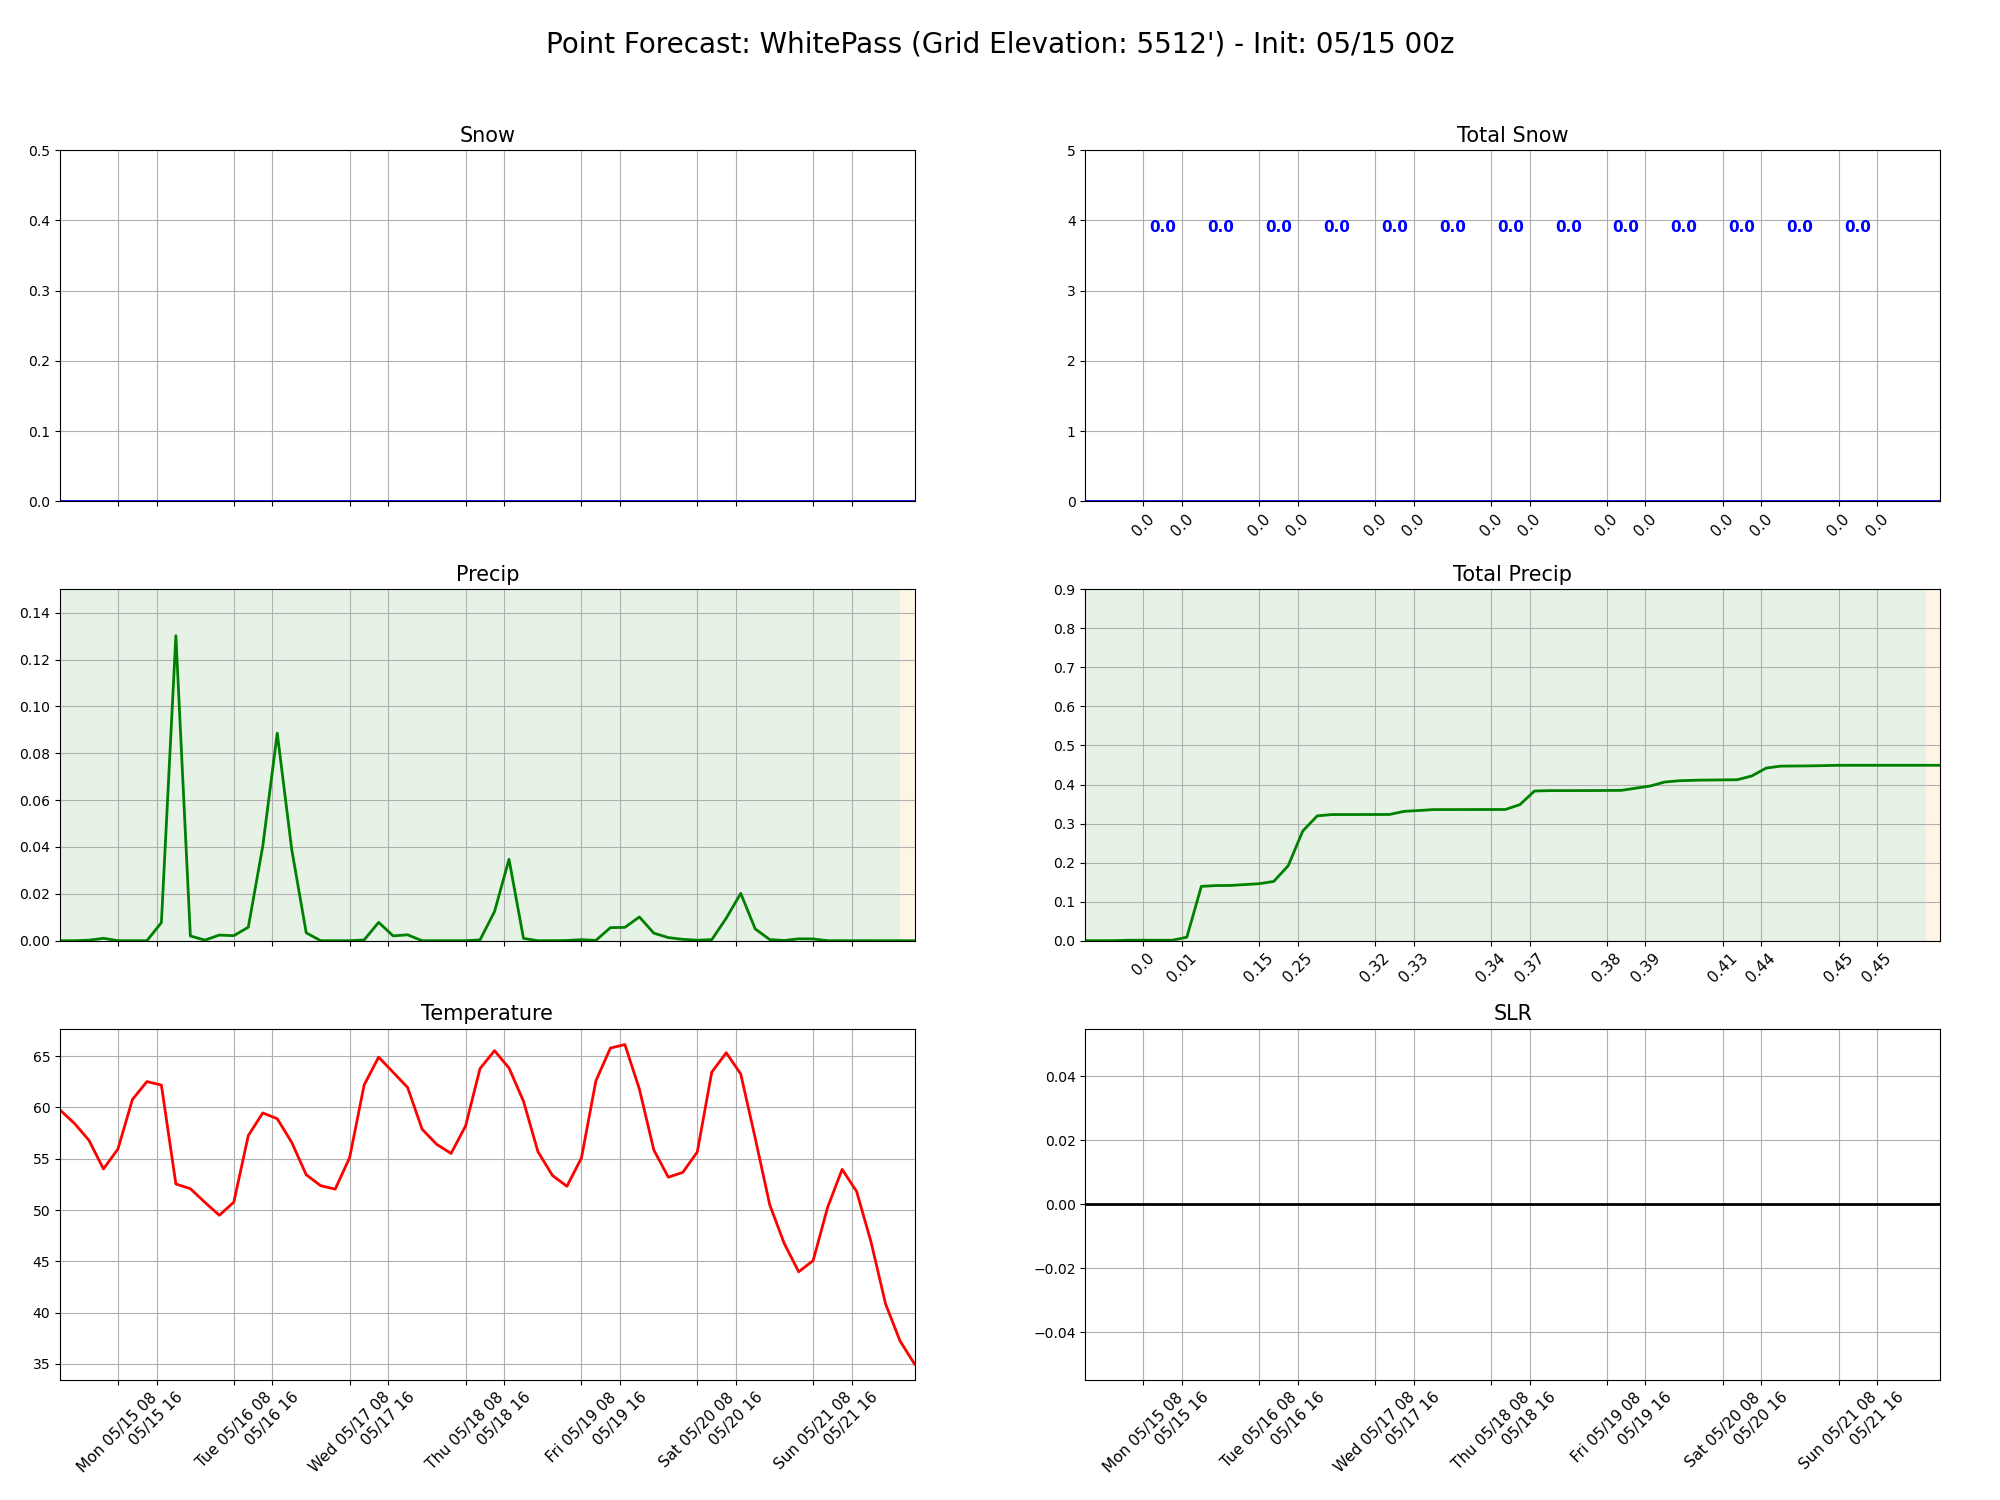 Point Forecast: WhitePass (Grid Elevation: 5512') - Init: 05/15 00z
Snow
0.5
0.4
0.3
0.2
0.1
0.0
Total Snow
5
4
3
2
1
0
0.0 0.0 0.0 0.0 0.0 0.0 0.0 0.0 0.0 0.0 0.0 0.0 0.0
0.0 0.0 0.0 0.0 0.0 0.0 0.0 0.0 0.0 0.0 0.0 0.0 0.0 0.0
Precip
0.14
0.12
0.10
0.08
0.06
0.04
0.02
0.00
Total Precip
0.9
0.8
0.7
0.6
0.5
0.4
0.3
0.2
0.1
0.0
0.0 0.01 0.15 0.25 0.32 0.33 0.34 0.37 0.38 0.39 0.41 0.44 0.45 0.45
Temperature
65
60
55
50
45
40
35
Mon 05/15 08
05/15 16
Tue 05/16 08
05/16 16
Wed 05/17 08
05/17 16
Thu 05/18 08
05/18 16
Fri 05/19 08
05/19 16
Sat 05/20 08
05/20 16
Sun 05/21 08
05/21 16
SLR
0.04
0.02
0.00
−0.02
−0.04
Mon 05/15 08
05/15 16
Tue 05/16 08
05/16 16
Wed 05/17 08
05/17 16
Thu 05/18 08
05/18 16
Fri 05/19 08
05/19 16
Sat 05/20 08
05/20 16
Sun 05/21 08
05/21 16